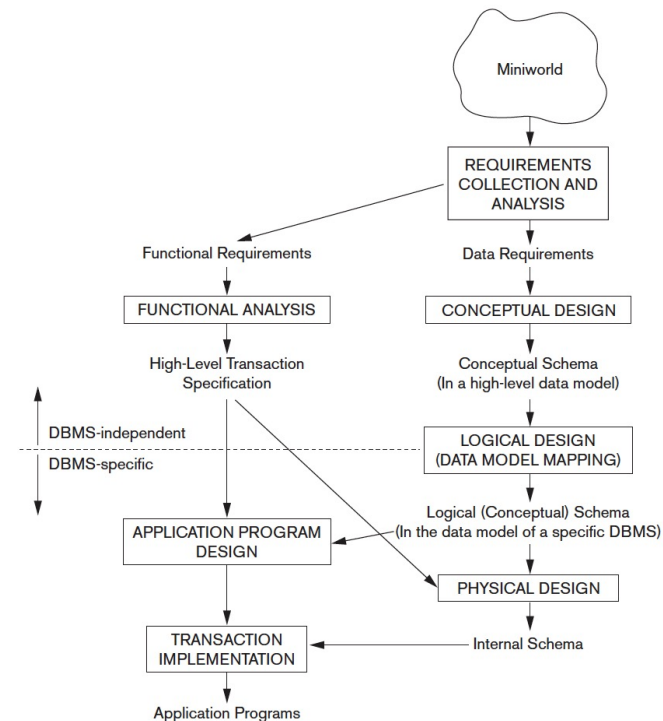 Miniworld
REQUIREMENTS
COLLECTION AND
ANALYSIS
Functional Requirements
Data Requirements
FUNCTIONAL ANALYSIS
CONCEPTUAL DESIGN
High-Level Transaction
Specification
Conceptual Schema
(In a high-level data model)
DBMS-independent
LOGICAL DESIGN
(DATA MODEL MAPPING)
DBMS-specific
Logical (Conceptual) Schema
(In the data model of a specific DBMS)
APPLICATION PROGRAM
DESIGN
PHYSICAL DESIGN
TRANSACTION
IMPLEMENTATION
Internal Schema
Application Programs